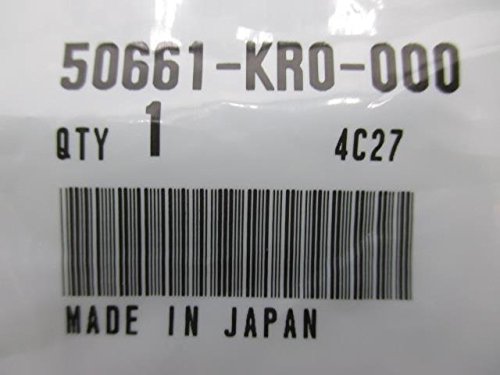 50661-KR0-000
QTY 1 4C27
MADE IN JAPAN